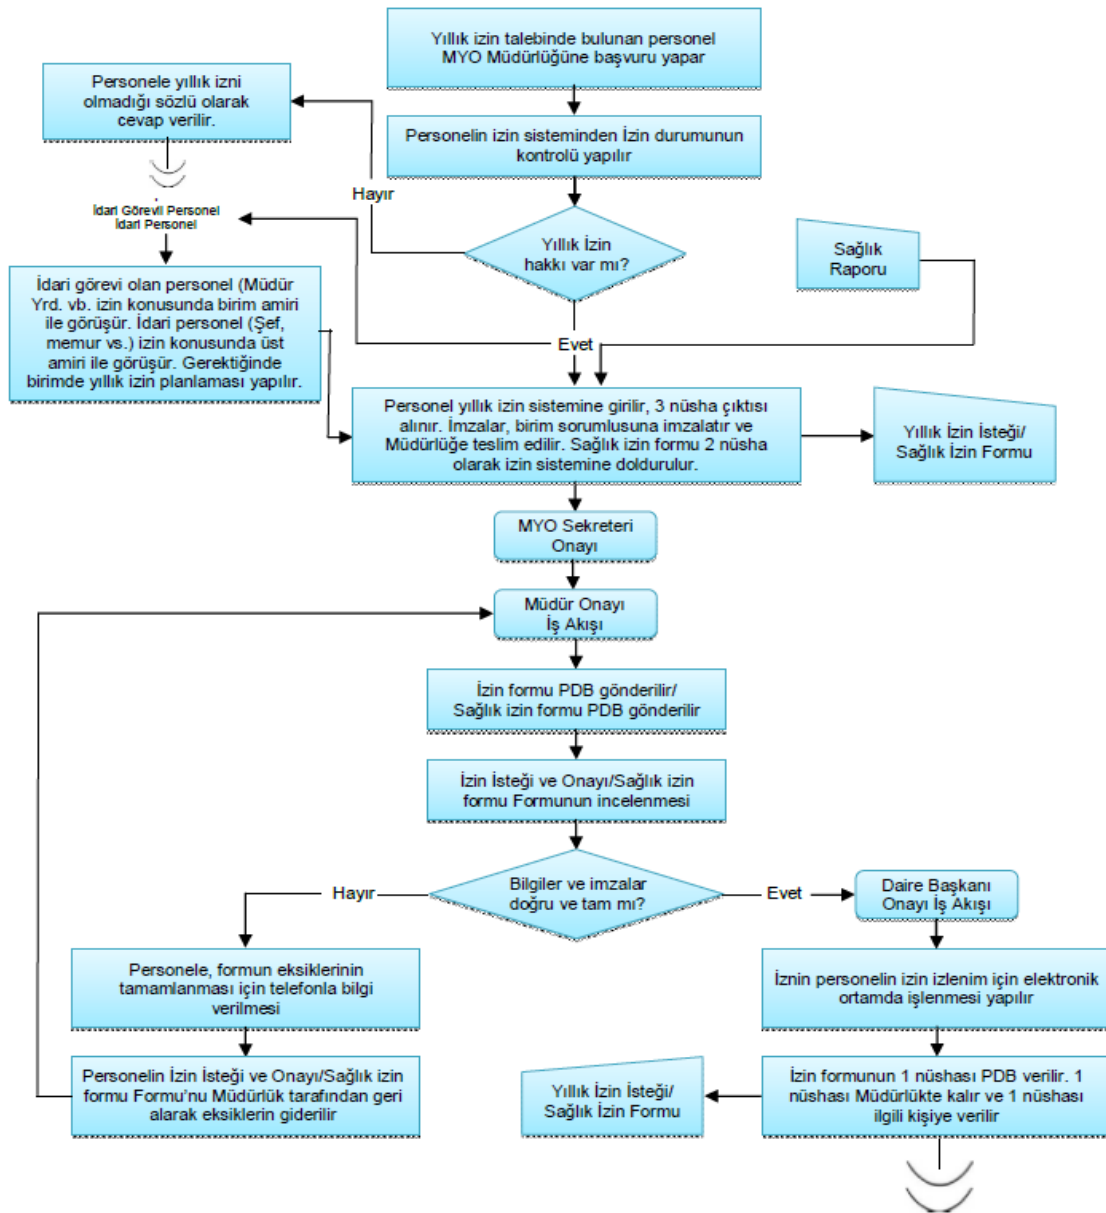 Yıllık izin talebinde bulunan personel
MYO Müdürlüğüne başvuru yapar
Personele yıllık izni
olmadığı sözlü olarak
cevap verilir.
Personelin izin sisteminden İzin durumunun
kontrolü yapılır
Hayır
İdari Görevli Personel
İdari Personel
Yıllık İzin
hakkı var mı?
Sağlık
Raporu
İdari görevi olan personel (Müdür
Yrd. vb. izin konusunda birim amiri
ile görüşür. İdari personel (Şef,
memur vs.) izin konusunda üst
amiri ile görüşür. Gerektiğinde
birimde yıllık izin planlaması yapılır.
Evet
Personel yıllık izin sistemine girilir, 3 nüsha çıktısı
alınır. İmzalar, birim sorumlusuna imzalatır ve
Müdürlüğe teslim edilir. Sağlık izin formu 2 nüsha
olarak izin sistemine doldurulur.
Yıllık İzin İsteği/
Sağlık İzin Formu
MYO Sekreteri
Onayı
Müdür Onayı
İş Akışı
İzin formu PDB gönderilir/
Sağlık izin formu PDB gönderilir
İzin İsteği ve Onayı/Sağlık izin
formu Formunun incelenmesi
Hayır
Bilgiler ve imzalar
doğru ve tam mı?
Evet
Daire Başkanı
Onayı İş Akışı
Personele, formun eksiklerinin
tamamlanması için telefonla bilgi
verilmesi
İznin personelin izin izlenim için elektronik
ortamda işlenmesi yapılır
Personelin İzin İsteği ve Onayı/Sağlık izin
formu Formu’nu Müdürlük tarafından geri
alarak eksiklerin giderilir
Yıllık İzin İsteği/
Sağlık İzin Formu
İzin formunun 1 nüshası PDB verilir. 1
nüshası Müdürlükte kalır ve 1 nüshası
ilgili kişiye verilir